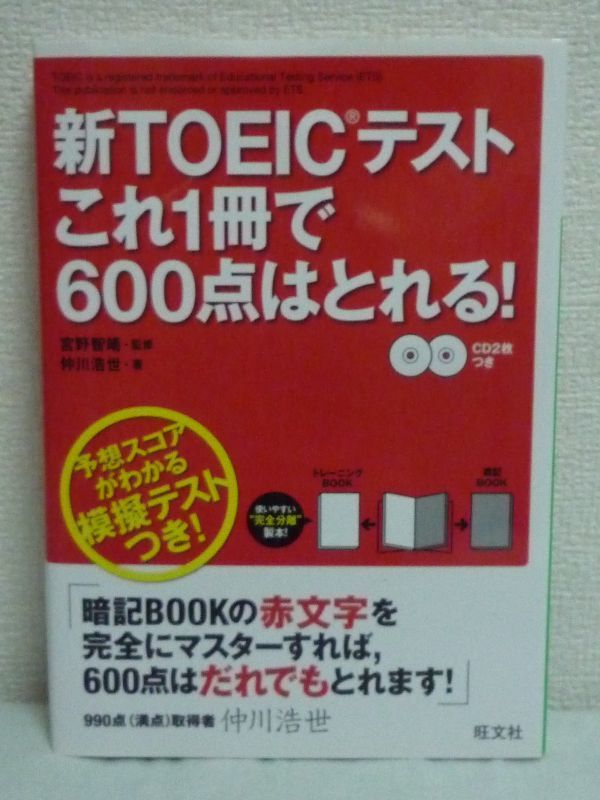 TOEIC is a registered trademark of Educational Testing Service (ETS).
This publication is not endorsed or approved by ETS.
新TOEIC®テスト
これ1冊で
600点はとれる!
宮野智靖・監修
仲川浩世・著
CD2枚
つき
予想スコア
がわかる
模擬テスト
つき!
トレーニング
BOOK
暗記
BOOK
使いやすい
"完全分離"
製本!
「暗記BOOKの赤文字を
完全にマスターすれば,
600点はだれでもとれます!」
990点(満点)取得者 仲川浩世
旺文社